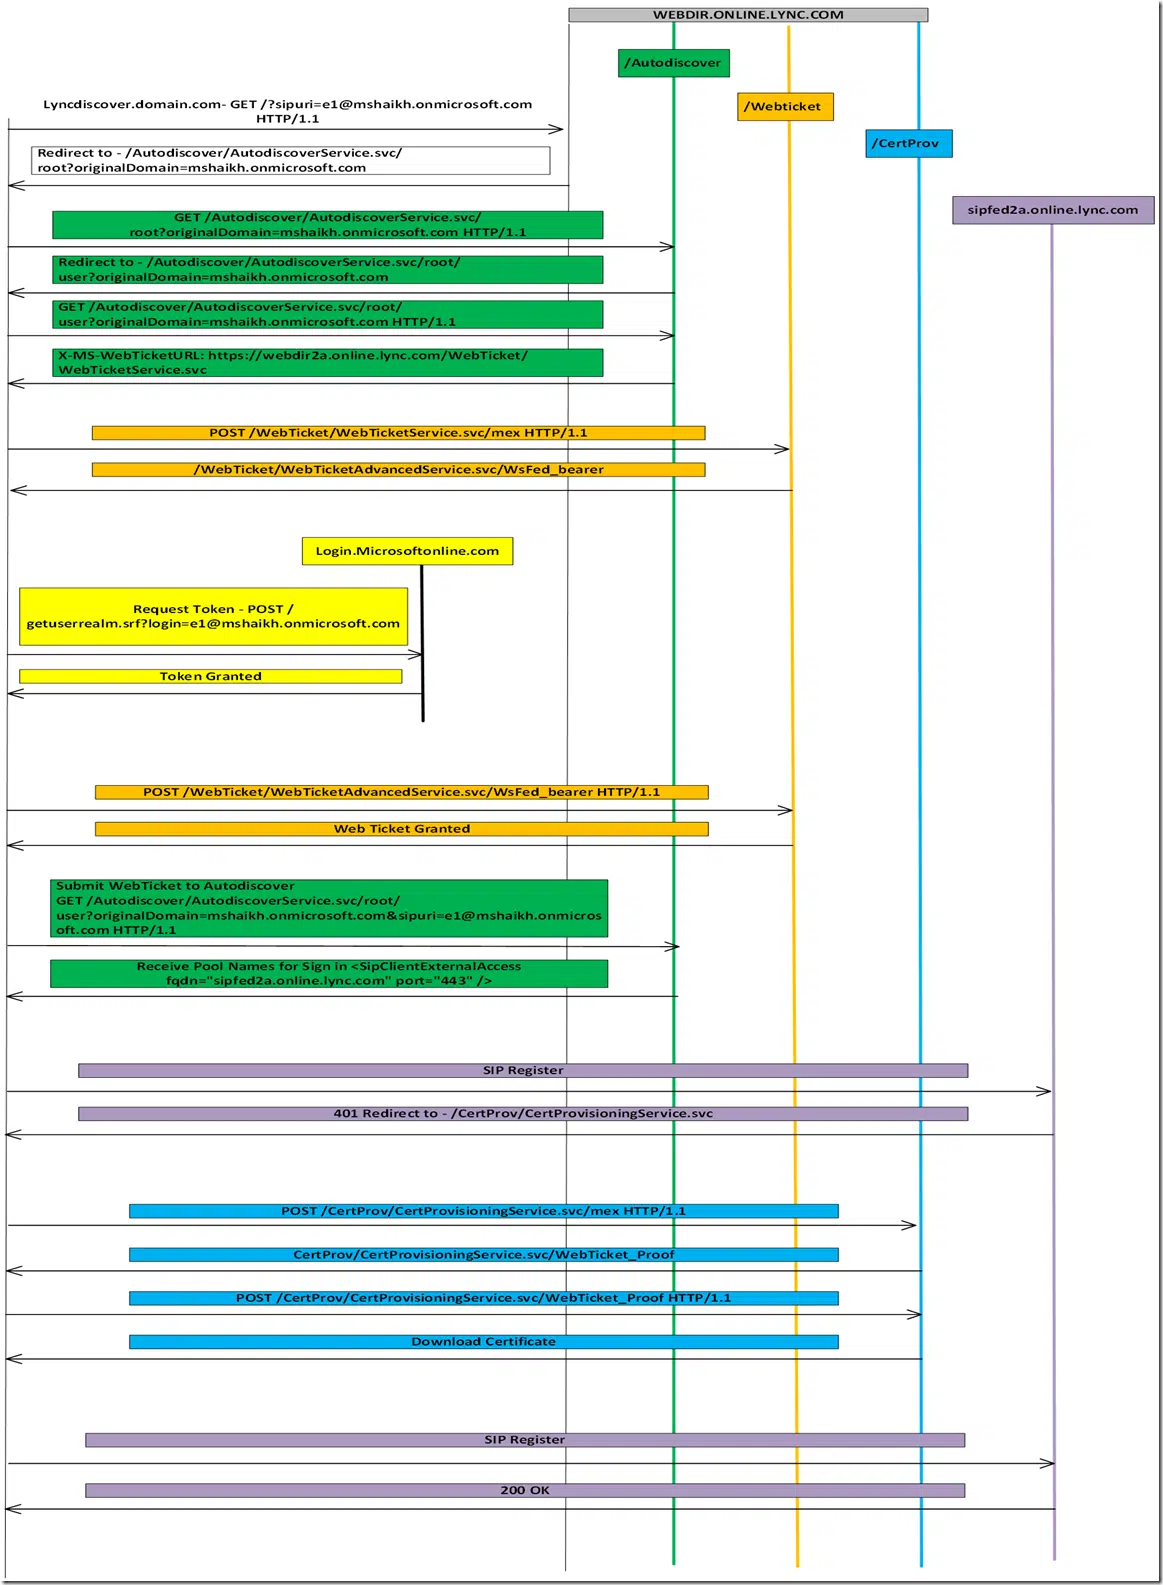 WEBDIR.ONLINE.LYNC.COM
/Autodiscover
/Webticket
/CertProv
sipfed2a.online.lync.com
Lyncdiscover.domain.com- GET /?sipuri=e1@mshaikh.onmicrosoft.com
HTTP/1.1
Redirect to - /Autodiscover/AutodiscoverService.svc/
root?originalDomain=mshaikh.onmicrosoft.com
GET /Autodiscover/AutodiscoverService.svc/
root?originalDomain=mshaikh.onmicrosoft.com HTTP/1.1
Redirect to - /Autodiscover/AutodiscoverService.svc/root/
user?originalDomain=mshaikh.onmicrosoft.com
GET /Autodiscover/AutodiscoverService.svc/root/
user?originalDomain=mshaikh.onmicrosoft.com HTTP/1.1
X-MS-WebTicketURL: https://webdir2a.online.lync.com/WebTicket/
WebTicketService.svc
POST /WebTicket/WebTicketService.svc/mex HTTP/1.1
/WebTicket/WebTicketAdvancedService.svc/WsFed_bearer
Login.Microsoftonline.com
Request Token - POST /
getuserrealm.srf?login=e1@mshaikh.onmicrosoft.com
Token Granted
POST /WebTicket/WebTicketAdvancedService.svc/WsFed_bearer HTTP/1.1
Web Ticket Granted
Submit WebTicket to Autodiscover
GET /Autodiscover/AutodiscoverService.svc/root/
user?originalDomain=mshaikh.onmicrosoft.com&sipuri=e1@mshaikh.onmicros
oft.com HTTP/1.1
Receive Pool Names for Sign in <SipClientExternalAccess
fqdn="sipfed2a.online.lync.com" port="443" />
SIP Register
401 Redirect to - /CertProv/CertProvisioningService.svc
POST /CertProv/CertProvisioningService.svc/mex HTTP/1.1
CertProv/CertProvisioningService.svc/WebTicket_Proof
POST /CertProv/CertProvisioningService.svc/WebTicket_Proof HTTP/1.1
Download Certificate
SIP Register
200 OK